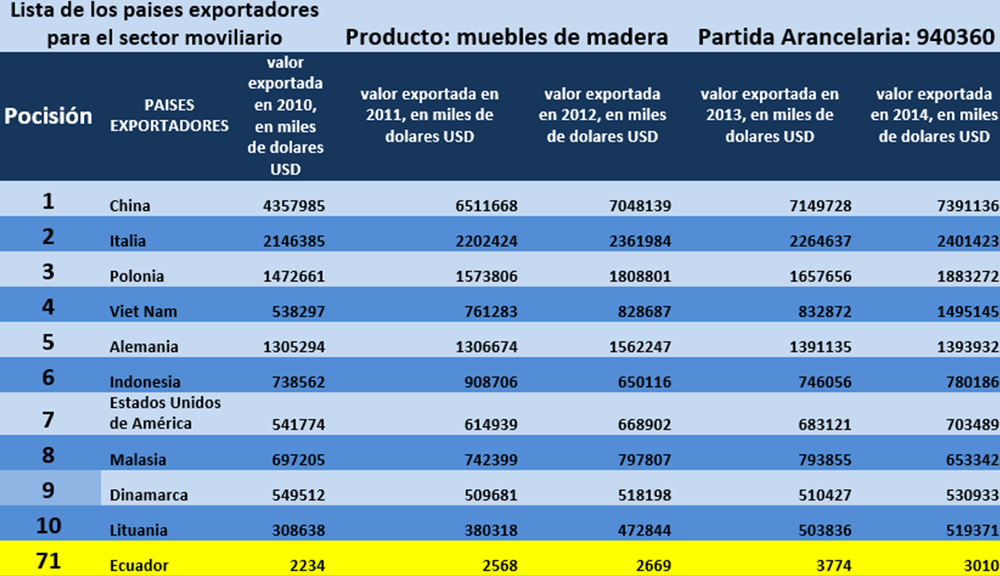 Lista de los paises exportadores
para el sector moviliario
Producto: muebles de madera
Partida Arancelaria: 940360
Pocisión
PAISES
EXPORTADORES
valor
exportada
en 2010,
en miles
de dolares
USD
valor exportada en
2011, en miles de
dolares USD
valor exportada
en 2012, en miles
de dolares USD
valor exportada en
2013, en miles de
dolares USD
valor exportada
en 2014, en miles
de dolares USD
1 China 4357985 6511668 7048139 7149728 7391136
2 Italia 2146385 2202424 2361984 2264637 2401423
3 Polonia 1472661 1573806 1808801 1657656 1883272
4 Viet Nam 538297 761283 828687 832872 1495145
5 Alemania 1305294 1306674 1562247 1391135 1393932
6 Indonesia 738562 908706 650116 746056 780186
Estados Unidos
7 de América 541774 614939 668902 683121 703489
8 Malasia 697205 742399 797807 793855 653342
9 Dinamarca 549512 509681 518198 510427 530933
10 Lituania 308638 380318 472844 503836 519371
71 Ecuador 2234 2568 2669 3774 3010